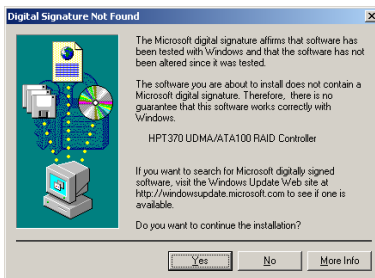 Digital Signature Not Found
The Microsoft digital signature affirms that software has
been tested with Windows and that the software has not
been altered since it was tested.
The software you are about to install does not contain a
Microsoft digital signature. Therefore, there is no
guarantee that this software works correctly with
Windows.
HPT370 UDMA/ATA100 RAID Controller
If you want to search for Microsoft digitally signed
software, visit the Windows Update Web site at
http://windowsupdate.microsoft.com to see if one is
available.
Do you want to continue the installation?
Yes No More Info